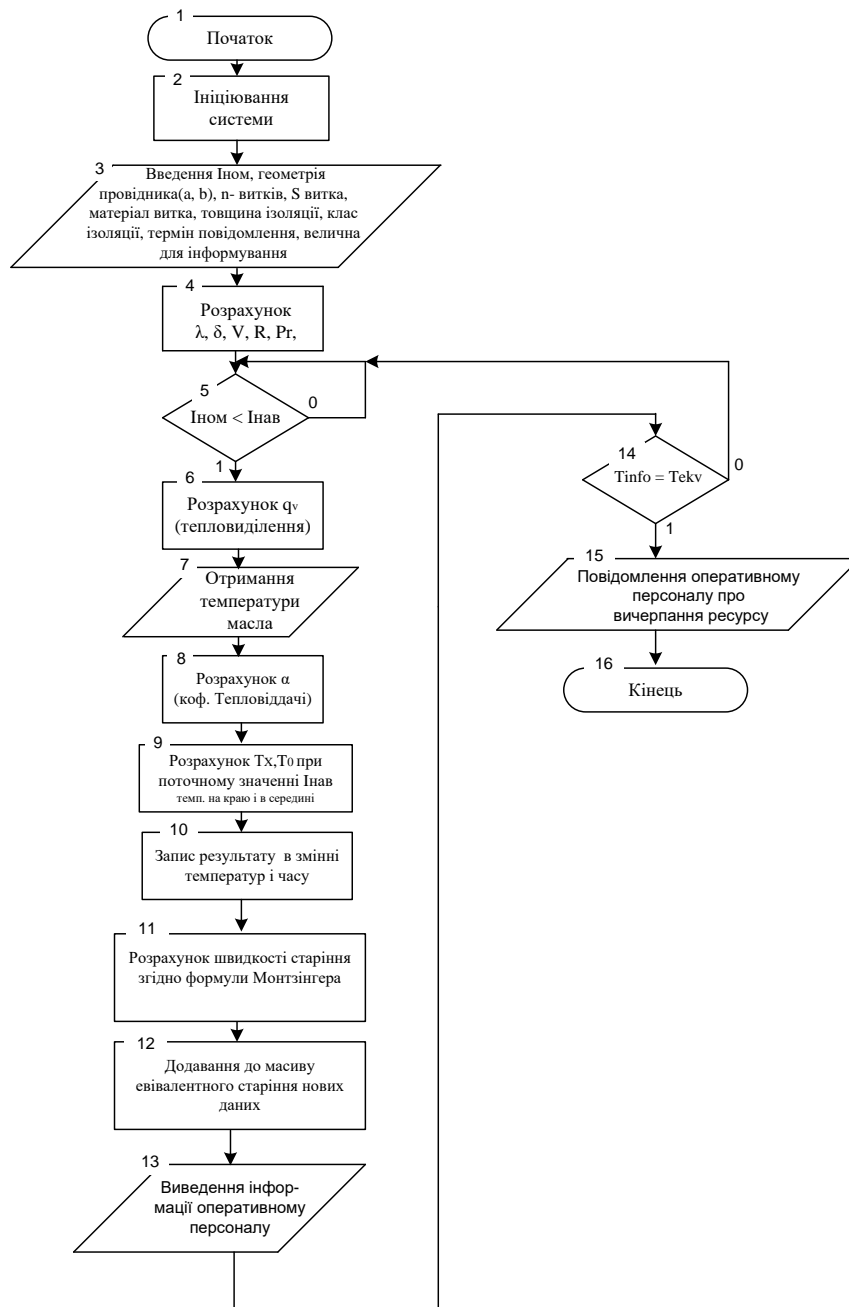 1
Початок
2
Ініціювання
системи
3
Введення Іном, геометрія
провідника(a, b), n- витків, S витка,
матеріал витка, товщина ізоляції, клас
ізоляції, термін повідомлення, велична
для інформування
4
Розрахунок
λ, δ, V, R, Pr,
5
Іном < Інав
0
1
6
Розрахунок qv
(тепловиділення)
7
Отримання
температури
масла
8
Розрахунок α
(коф. Тепловіддачі)
9
Розрахунок Tx,T0 при
поточному значенні Інав
темп. на краю і в середині
10
Запис результату в змінні
температур і часу
11
Розрахунок швидкості старіння
згідно формули Монтзінгера
12
Додавання до масиву
евівалентного старіння нових
даних
13
Виведення інфор-
мації оперативному
персоналу
14
Tinfo = Tekv
0
1
15
Повідомлення оперативному
персоналу про
вичерпання ресурсу
16
Кінець